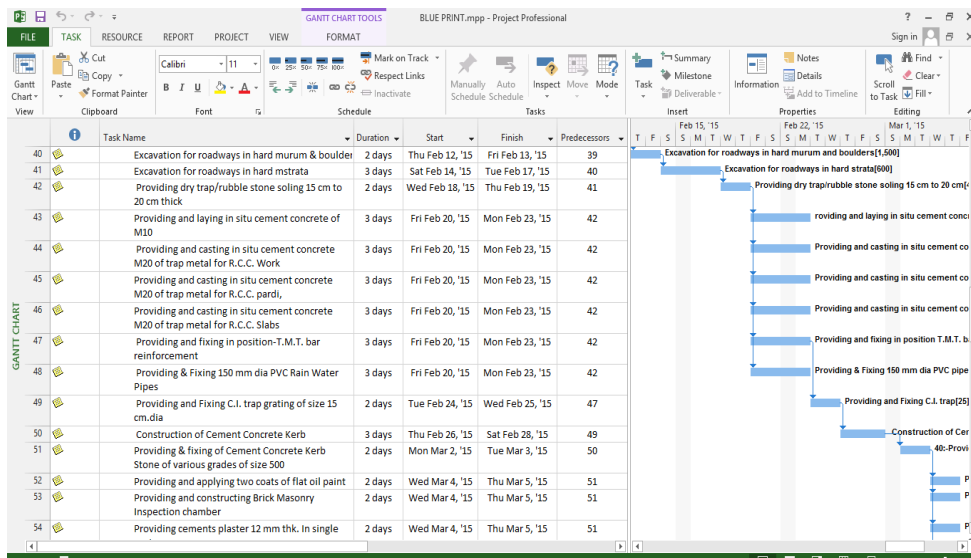 GANTT CHART TOOLS
BLUE PRINT.mpp - Project Professional
FILE TASK RESOURCE REPORT PROJECT VIEW FORMAT
Sign in
Gantt Chart
View
Paste
Cut
Copy
Format Painter
Clipboard
Calibri 11
B I U A
Font
0× 25× 50× 75× 100×
Mark on Track
Respect Links
Inactivate
Schedule
Manually Schedule
Auto Schedule
Inspect
Move
Mode
Tasks
Task
Summary
Milestone
Deliverable
Insert
Information
Notes
Details
Add to Timeline
Properties
Scroll to Task
Find
Clear
Fill
Editing
GANTT CHART
Task Name Duration Start Finish Predecessors
40 Excavation for roadways in hard murum & boulder 2 days Thu Feb 12, '15 Fri Feb 13, '15 39
41 Excavation for roadways in hard mstrata 3 days Sat Feb 14, '15 Tue Feb 17, '15 40
42 Providing dry trap/rubble stone soling 15 cm to 2 days Wed Feb 18, '15 Thu Feb 19, '15 41
20 cm thick
43 Providing and laying in situ cement concrete of 3 days Fri Feb 20, '15 Mon Feb 23, '15 42
M10
44 Providing and casting in situ cement concrete 3 days Fri Feb 20, '15 Mon Feb 23, '15 42
M20 of trap metal for R.C.C. Work
45 Providing and casting in situ cement concrete 3 days Fri Feb 20, '15 Mon Feb 23, '15 42
M20 of trap metal for R.C.C. pardi,
46 Providing and casting in situ cement concrete 3 days Fri Feb 20, '15 Mon Feb 23, '15 42
M20 of trap metal for R.C.C. Slabs
47 Providing and fixing in position-T.M.T. bar 3 days Fri Feb 20, '15 Mon Feb 23, '15 42
reinforcement
48 Providing & Fixing 150 mm dia PVC Rain Water 3 days Fri Feb 20, '15 Mon Feb 23, '15 42
Pipes
49 Providing and Fixing C.I. trap grating of size 15 2 days Tue Feb 24, '15 Wed Feb 25, '15 47
cm.dia
50 Construction of Cement Concrete Kerb 3 days Thu Feb 26, '15 Sat Feb 28, '15 49
51 Providing & fixing of Cement Concrete Kerb 2 days Mon Mar 2, '15 Tue Mar 3, '15 50
Stone of various grades of size 500
52 Providing and applying two coats of flat oil paint 2 days Wed Mar 4, '15 Thu Mar 5, '15 51
53 Providing and constructing Brick Masonry 2 days Wed Mar 4, '15 Thu Mar 5, '15 51
Inspection chamber
54 Providing cements plaster 12 mm thk. In single 2 days Wed Mar 4, '15 Thu Mar 5, '15 51
Feb 15, '15 Feb 22, '15 Mar 1, '15
T F S S M T W T F S S M T W T F S S M T W T F
Excavation for roadways in hard murum and boulders[1,500]
Excavation for roadways in hard strata[600]
Providing dry trap/rubble stone soling 15 cm to 20 cm[
roviding and laying in situ cement conc
Providing and casting in situ cement co
Providing and casting in situ cement co
Providing and casting in situ cement co
Providing and fixing in position T.M.T. b
Providing & Fixing 150 mm dia PVC pipe
Providing and Fixing C.I. trap[25]
Construction of Cer
40:-Provi
P
P
P